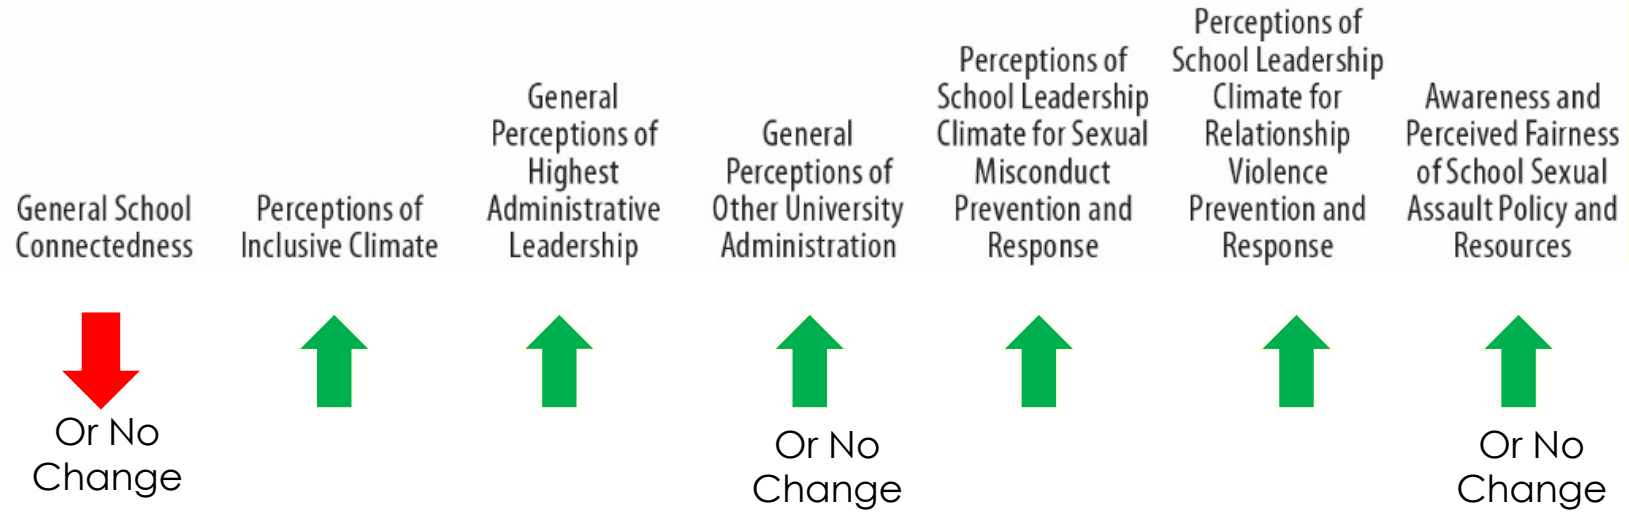 General School
Connectedness
Perceptions of
Inclusive Climate
General
Perceptions of
Highest
Administrative
Leadership
General
Perceptions of
Other University
Administration
Perceptions of
School Leadership
Climate for Sexual
Misconduct
Prevention and
Response
Perceptions of
School Leadership
Climate for
Relationship
Violence
Prevention and
Response
Awareness and
Perceived Fairness
of School Sexual
Assault Policy and
Resources
Or No
Change
Or No
Change
Or No
Change